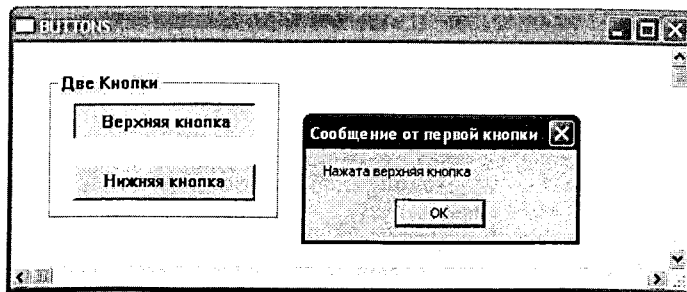 BUTTONS
Две Кнопки
Верхняя кнопка
Нижняя кнопка
Сообщение от первой кнопки
Нажата верхняя кнопка
OK